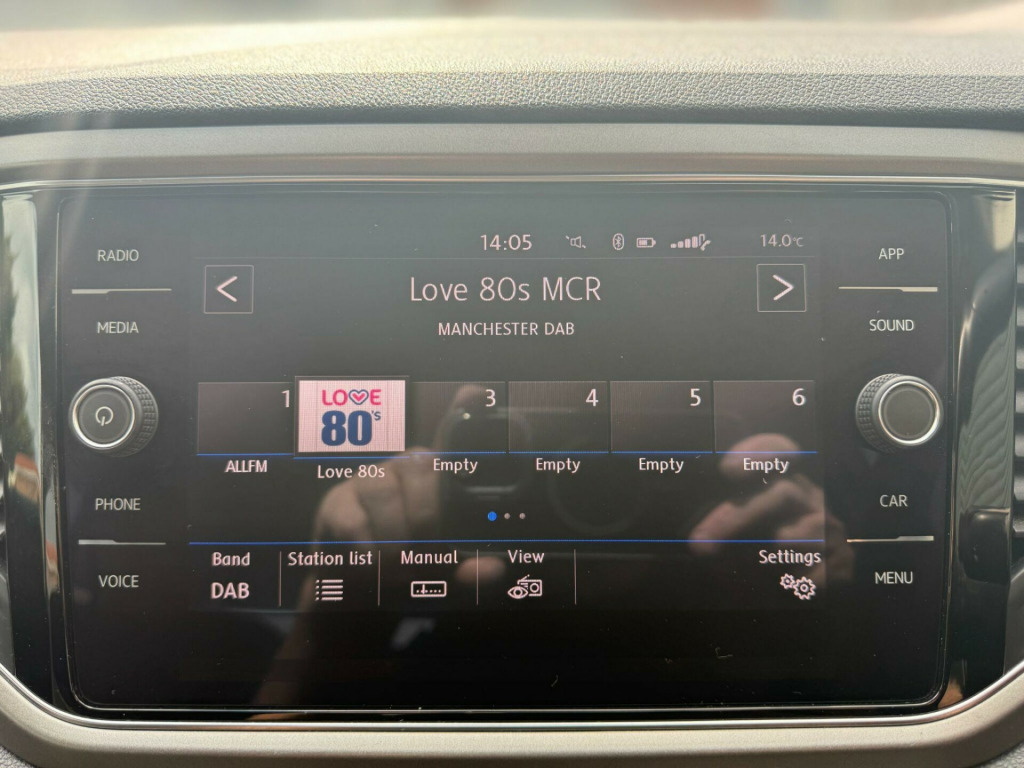 RADIO
MEDIA
PHONE
VOICE
14:05
14.0°C
<
Love 80s MCR
>
MANCHESTER DAB
1
LOVE
80's
3
4
5
6
ALLFM
Love 80s
Empty
Empty
Empty
Empty
Band
DAB
Station list
Manual
View
Settings
APP
SOUND
CAR
MENU